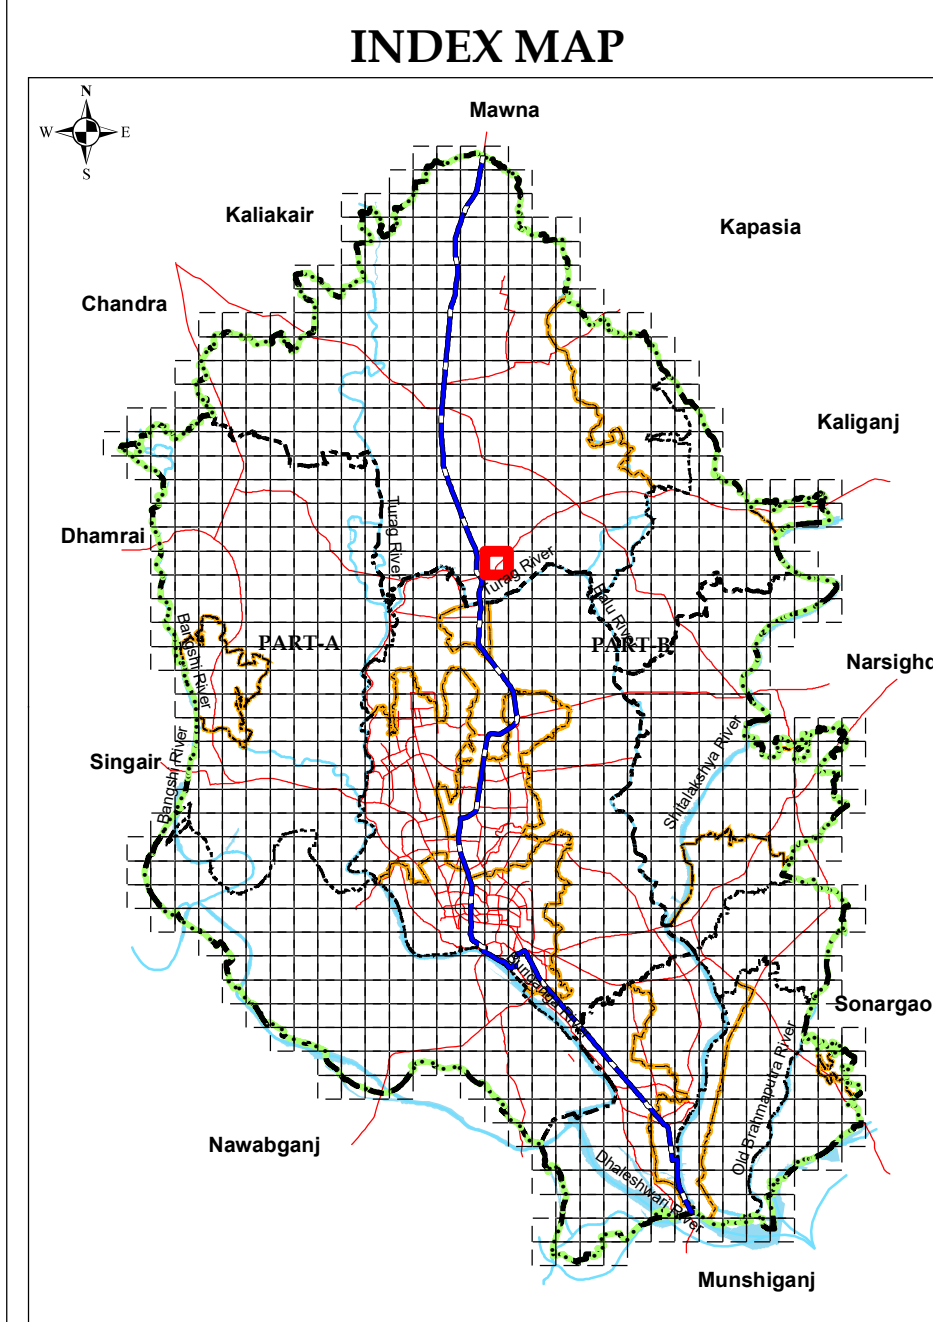 INDEX MAP
N
W E
S
Mawna
Kaliakair
Kapasia
Chandra
Kaliganj
Dhamrai
Turag River
Turag River
Balu River
Bangshi River
PART-A
PART-B
Narsighd
Singair
Bangshi River
Shitalakshya River
Buriganga River
Sonargao
Old Brahmaputra River
Nawabganj
Dhaleshwari River
Munshiganj